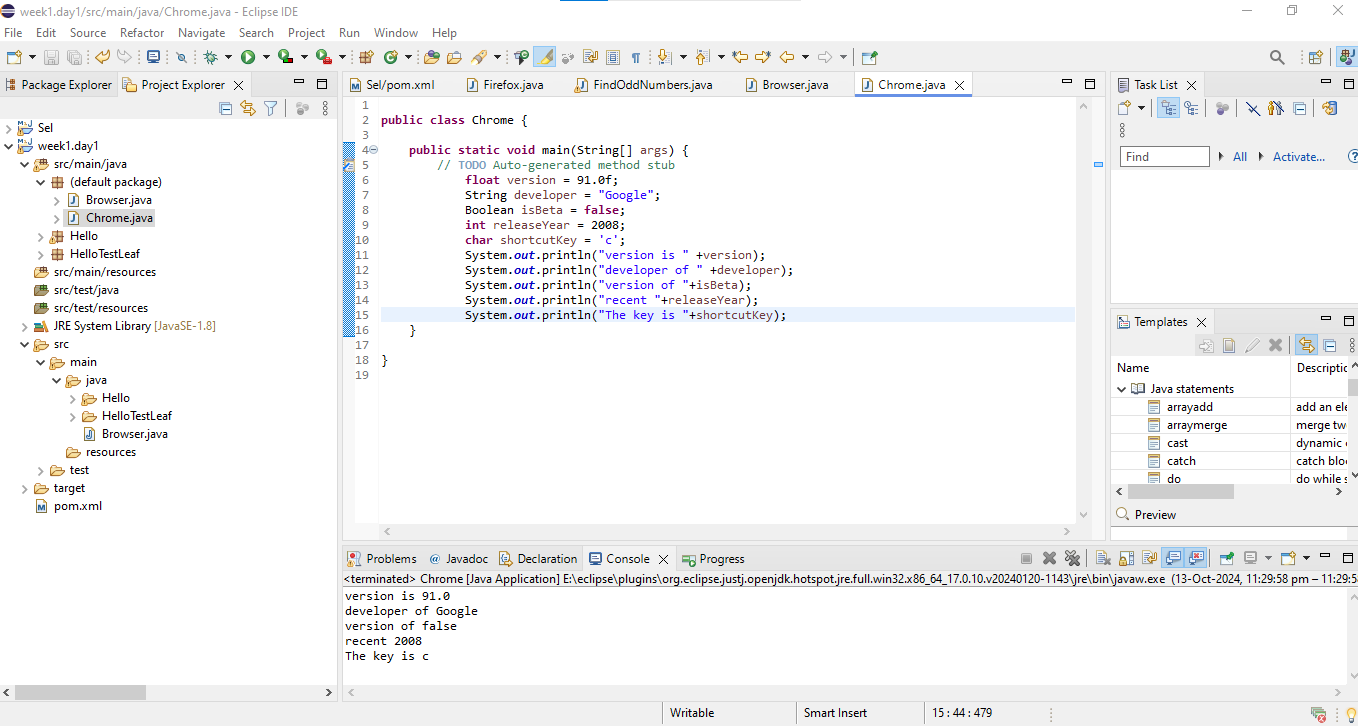 week1.day1/src/main/java/Chrome.java - Eclipse IDE
File Edit Source Refactor Navigate Search Project Run Window Help
Package Explorer Project Explorer
Sel
week1.day1
src/main/java
(default package)
Browser.java
Chrome.java
Hello
HelloTestLeaf
src/main/resources
src/test/java
src/test/resources
JRE System Library [JavaSE-1.8]
src
main
java
Hello
HelloTestLeaf
Browser.java
resources
test
target
pom.xml
Sel/pom.xml Firefox.java FindOddNumbers.java Browser.java Chrome.java
1
2 public class Chrome {
3
4 public static void main(String[] args) {
5 // TODO Auto-generated method stub
6 float version = 91.0f;
7 String developer = "Google";
8 Boolean isBeta = false;
9 int releaseYear = 2008;
10 char shortcutKey = 'c';
11 System.out.println("version is " +version);
12 System.out.println("developer of " +developer);
13 System.out.println("version of "+isBeta);
14 System.out.println("recent "+releaseYear);
15 System.out.println("The key is "+shortcutKey);
16 }
17
18 }
19
Task List
Find All Activate...
Templates
Name Descriptic
Java statements
arrayadd add an ele
arraymerge merge tw
cast dynamic
catch catch blo
do do while s
Preview
Problems @ Javadoc Declaration Console Progress
<terminated> Chrome [Java Application] E:\eclipse\plugins\org.eclipse.justj.openjdk.hotspot.jre.full.win32.x86_64_17.0.10.v20240120-1143\jre\bin\javaw.exe (13-Oct-2024, 11:29:58 pm – 11:29:5
version is 91.0
developer of Google
version of false
recent 2008
The key is c
Writable Smart Insert 15 : 44 : 479